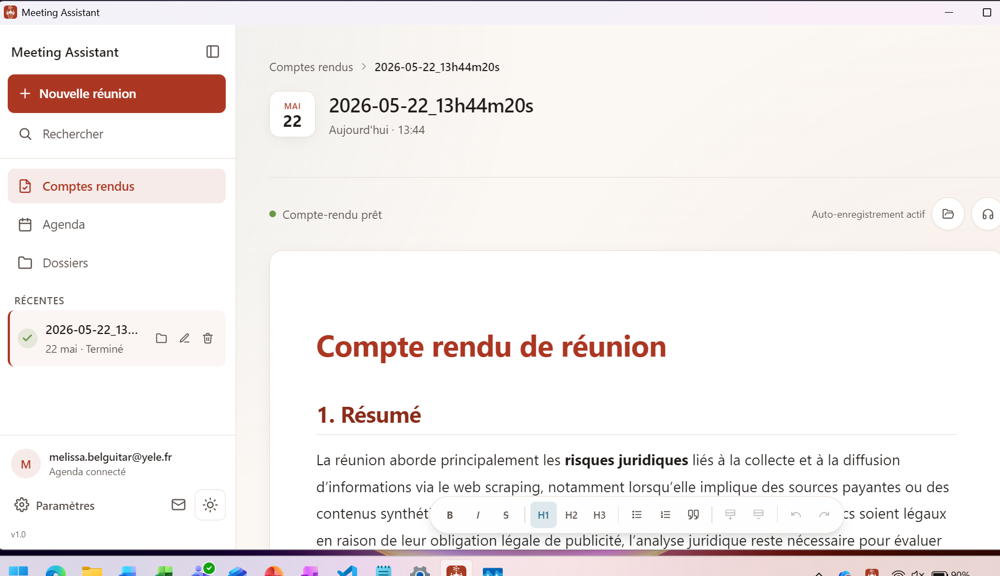 Meeting Assistant
Meeting Assistant
Nouvelle réunion
Rechercher
Comptes rendus
Agenda
Dossiers
RÉCENTES
2026-05-22_13...
22 mai · Terminé
M
melissa.belguitar@yele.fr
Agenda connecté
Paramètres
v1.0
Comptes rendus > 2026-05-22_13h44m20s
MAI
22
2026-05-22_13h44m20s
Aujourd'hui · 13:44
Compte-rendu prêt
Auto-enregistrement actif
Compte rendu de réunion
1. Résumé
La réunion aborde principalement les risques juridiques liés à la collecte et à la diffusion
d’informations via le web scraping, notamment lorsqu’elle implique des sources payantes ou des
contenus synthéti
cs soient légaux
en raison de leur obligation légale de publicité, l’analyse juridique reste nécessaire pour évaluer
B I S H1 H2 H3
90%